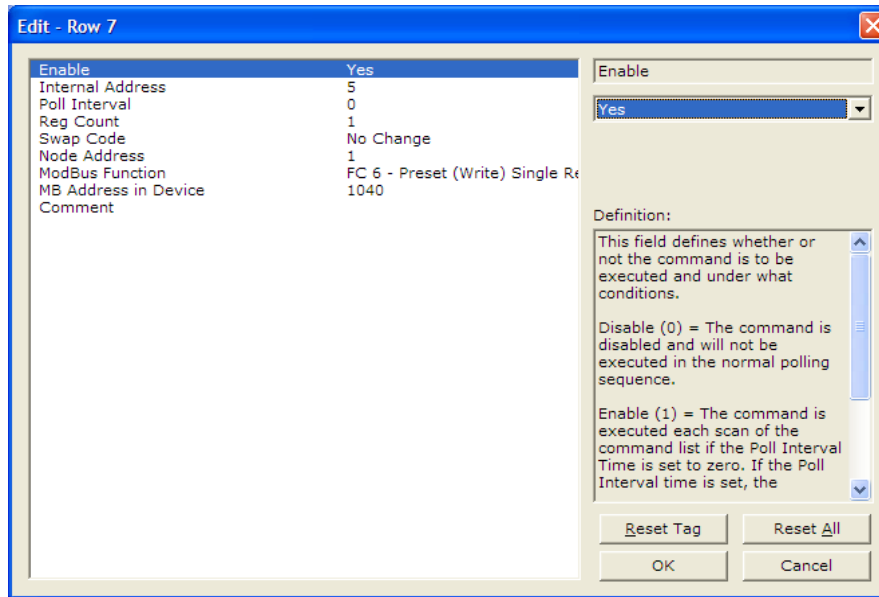 Edit - Row 7
Enable Yes
Internal Address 5
Poll Interval 0
Reg Count 1
Swap Code No Change
Node Address 1
ModBus Function FC 6 - Preset (Write) Single Re
MB Address in Device 1040
Comment
Enable
Yes
Definition:
This field defines whether or
not the command is to be
executed and under what
conditions.
Disable (0) = The command is
disabled and will not be
executed in the normal polling
sequence.
Enable (1) = The command is
executed each scan of the
command list if the Poll Interval
Time is set to zero. If the Poll
Interval time is set, the
Reset Tag Reset All
OK Cancel